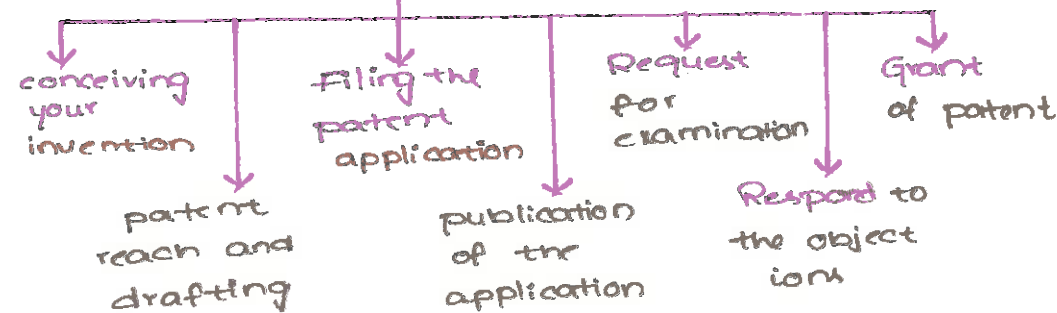 conceiving
your
invention
patent
reach and
drafting
Filing the
patent
application
publication
of the
application
Request
for
examination
Respond to
the object
ions
Grant
of patent